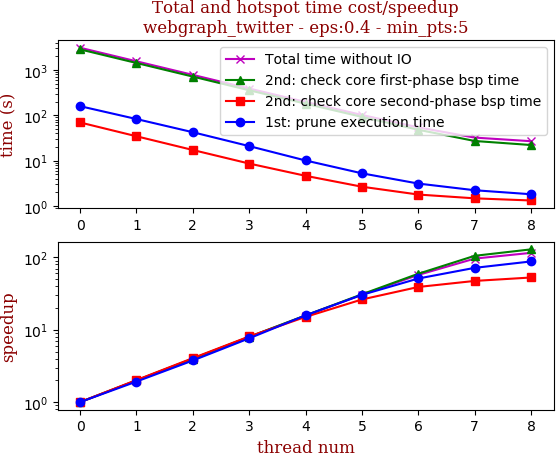 Total and hotspot time cost/speedup
webgraph_twitter - eps:0.4 - min_pts:5
time (s)
10³
10²
10¹
10⁰
Total time without IO
2nd: check core first-phase bsp time
2nd: check core second-phase bsp time
1st: prune execution time
0 1 2 3 4 5 6 7 8
speedup
10²
10¹
10⁰
0 1 2 3 4 5 6 7 8
thread num